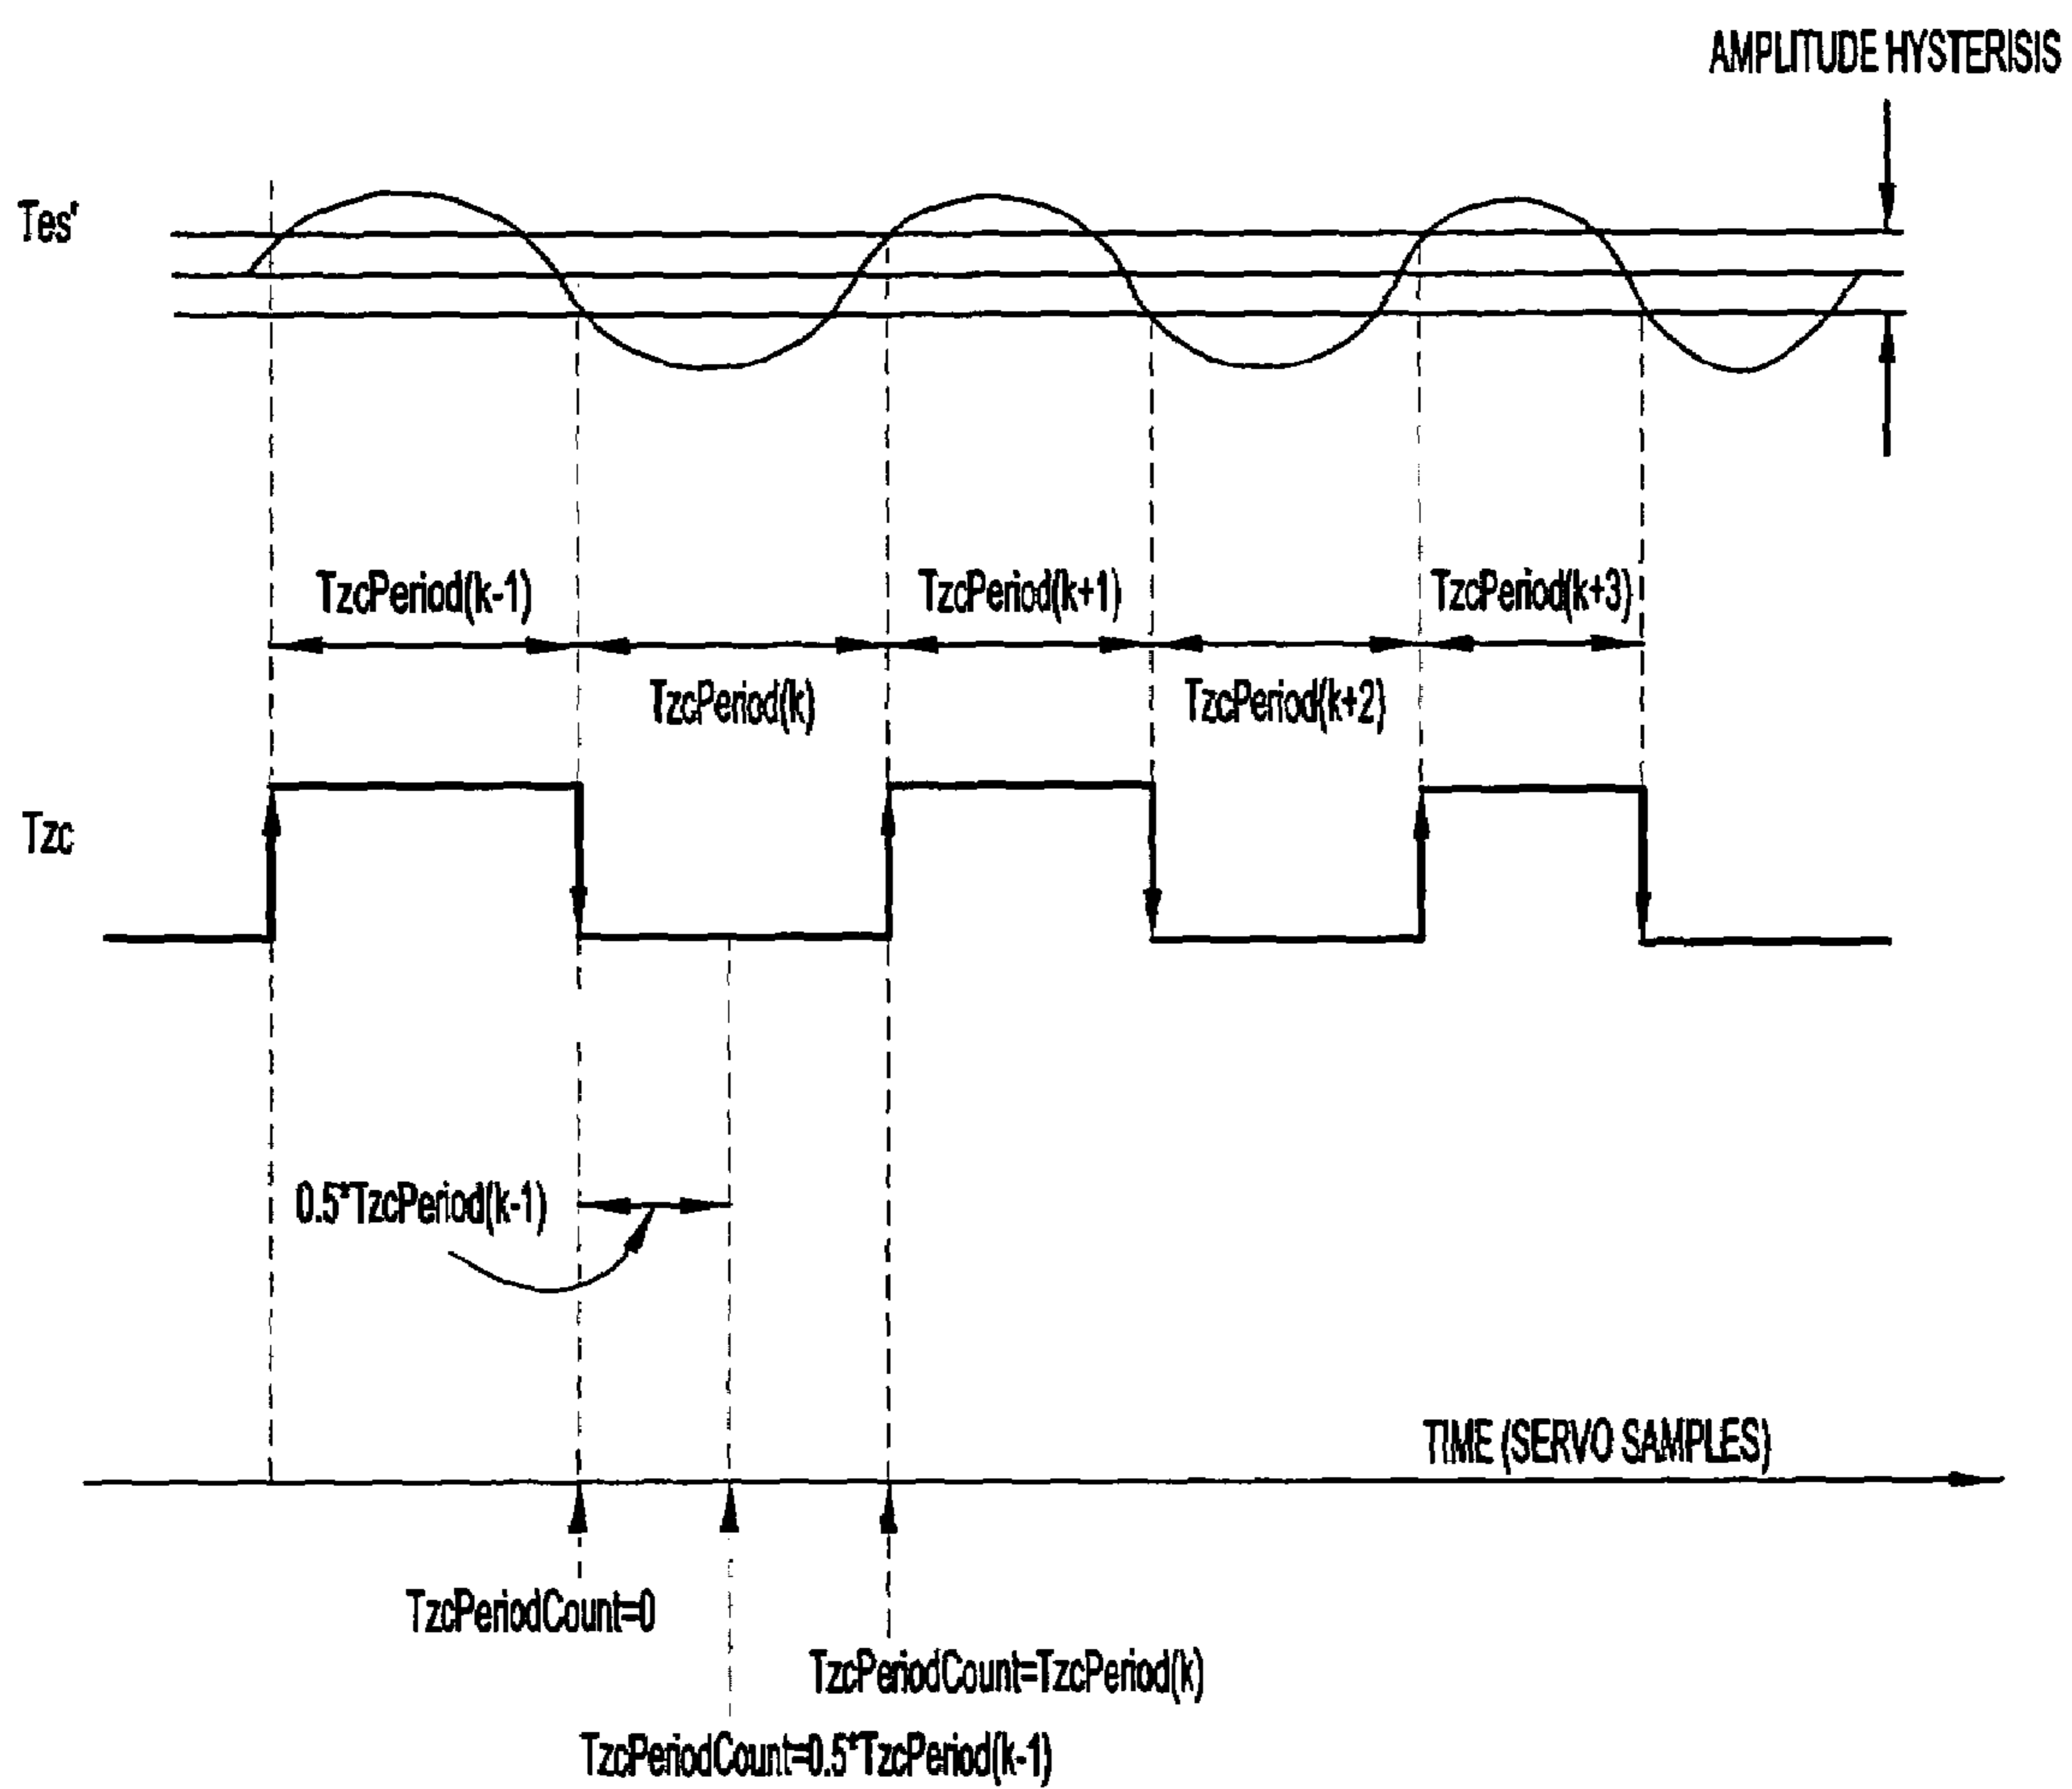 AMPLITUDE HYSTERISIS
Tes'
TzcPeriod(k-1)
TzcPeriod(k+1)
TzcPeriod(k+3)
TzcPeriod(k)
TzcPeriod(k+2)
Tzc
0.5*TzcPeriod(k-1)
TIME (SERVO SAMPLES)
TzcPeriodCount=0
TzcPeriodCount=TzcPeriod(k)
TzcPeriodCount=0.5*TzcPeriod(k-1)